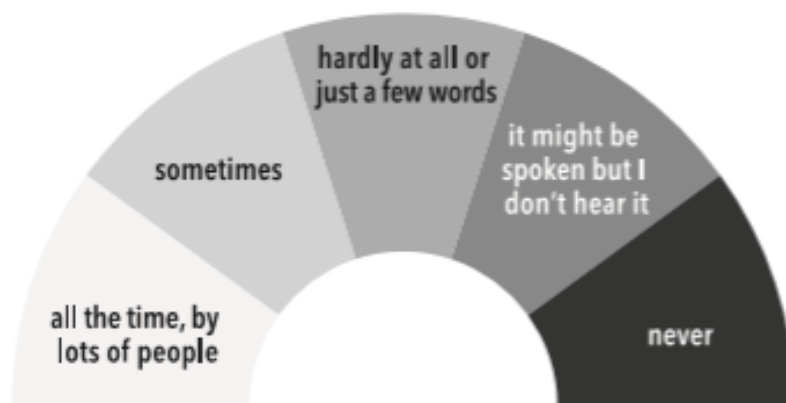 all the time, by
lots of people
sometimes
hardly at all or
just a few words
it might be
spoken but I
don't hear it
never